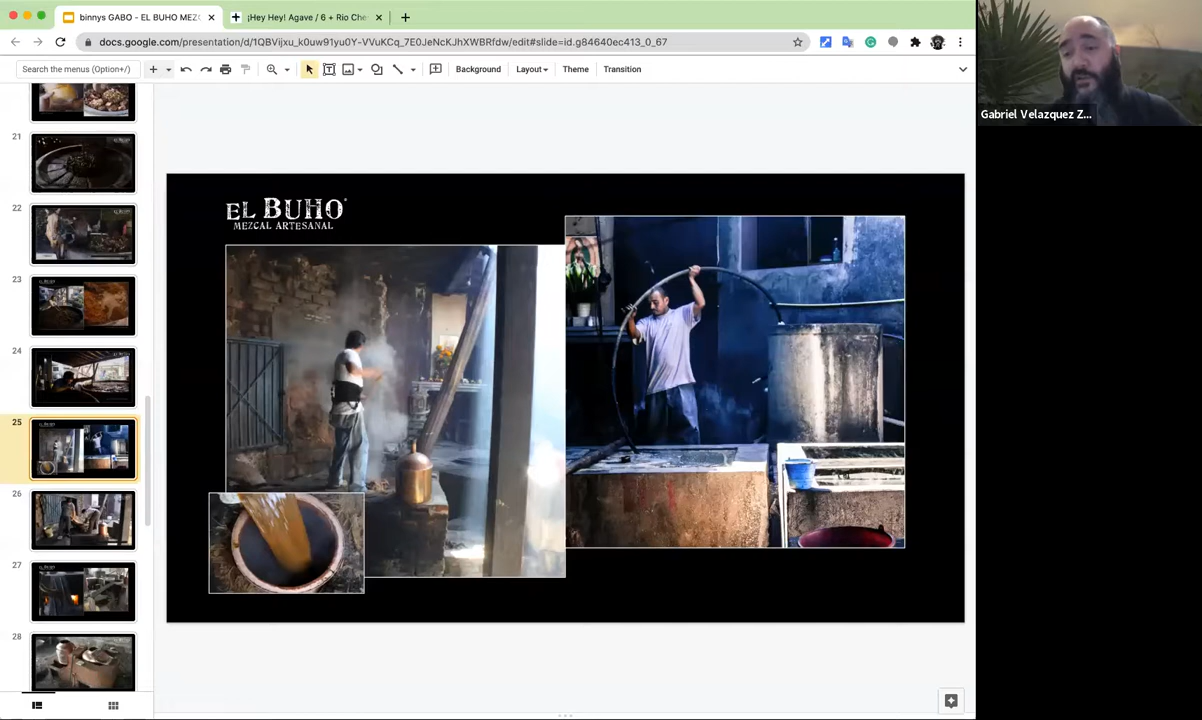 binnys GABO - EL BUHO MEZC
¡Hey Hey! Agave / 6 + Rio Che
docs.google.com/presentation/d/1QBVijxu_k0uw91yu0Y-VVuKCq_7E0JeNcKJhXWBRfdw/edit#slide=id.g84640ec413_0_67
Search the menus (Option+/)
Background
Layout
Theme
Transition
Gabriel Velazquez Z...
21
22
23
24
25
26
27
28
EL BUHO®
MEZCAL ARTESANAL